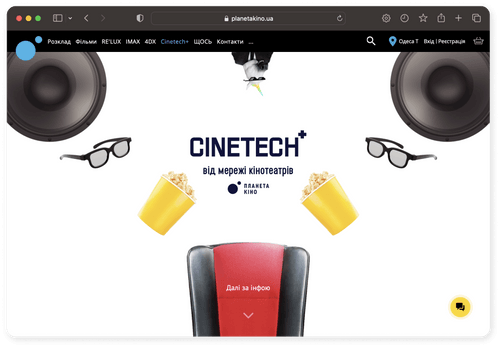 planetakino.ua
Розклад Фільми RE'LUX IMAX 4DX Cinetech+ ЩОСЬ Контакти ...
Одеса Т Вхід | Реєстрація
CINETECH+
від мережі кінотеатрів
ПЛАНЕТА
КІНО
Далі за інфою